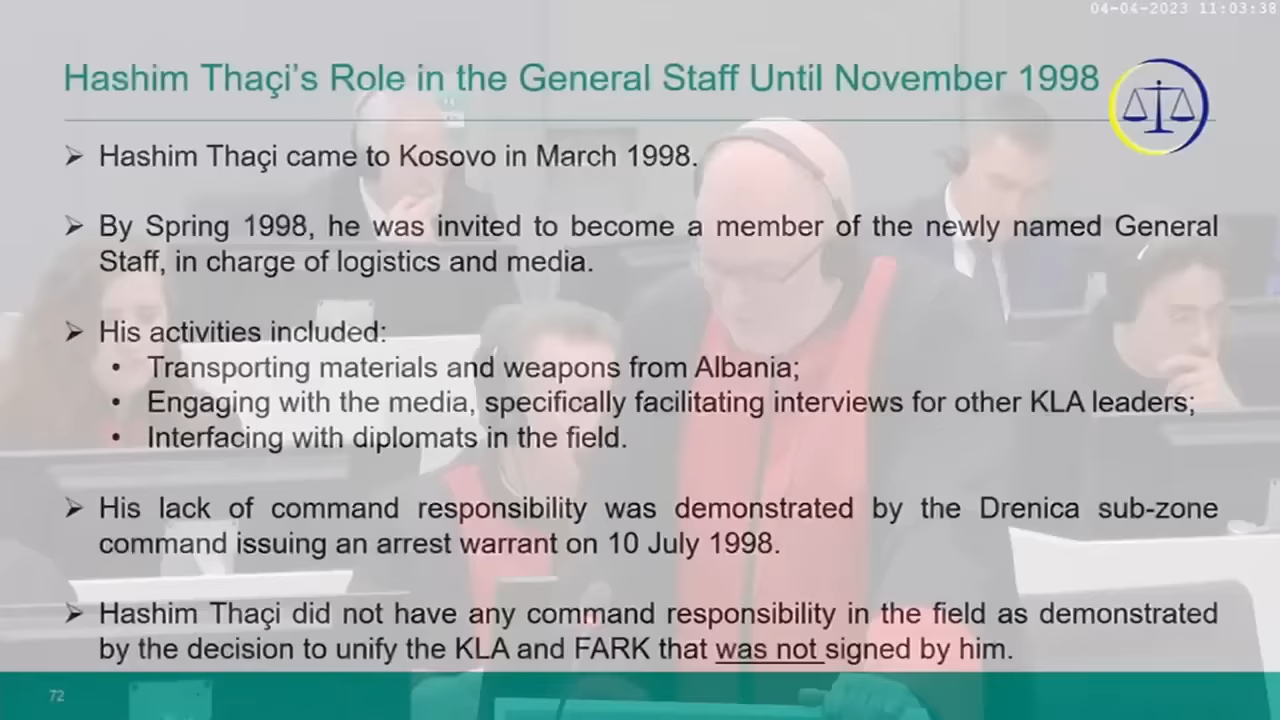 04-04-2023 11:03:38
Hashim Thaçi's Role in the General Staff Until November 1998
➢ Hashim Thaçi came to Kosovo in March 1998.
➢ By Spring 1998, he was invited to become a member of the newly named General
Staff, in charge of logistics and media.
➢ His activities included:
• Transporting materials and weapons from Albania;
• Engaging with the media, specifically facilitating interviews for other KLA leaders;
• Interfacing with diplomats in the field.
➢ His lack of command responsibility was demonstrated by the Drenica sub-zone
command issuing an arrest warrant on 10 July 1998.
➢ Hashim Thaçi did not have any command responsibility in the field as demonstrated
by the decision to unify the KLA and FARK that was not signed by him.
72